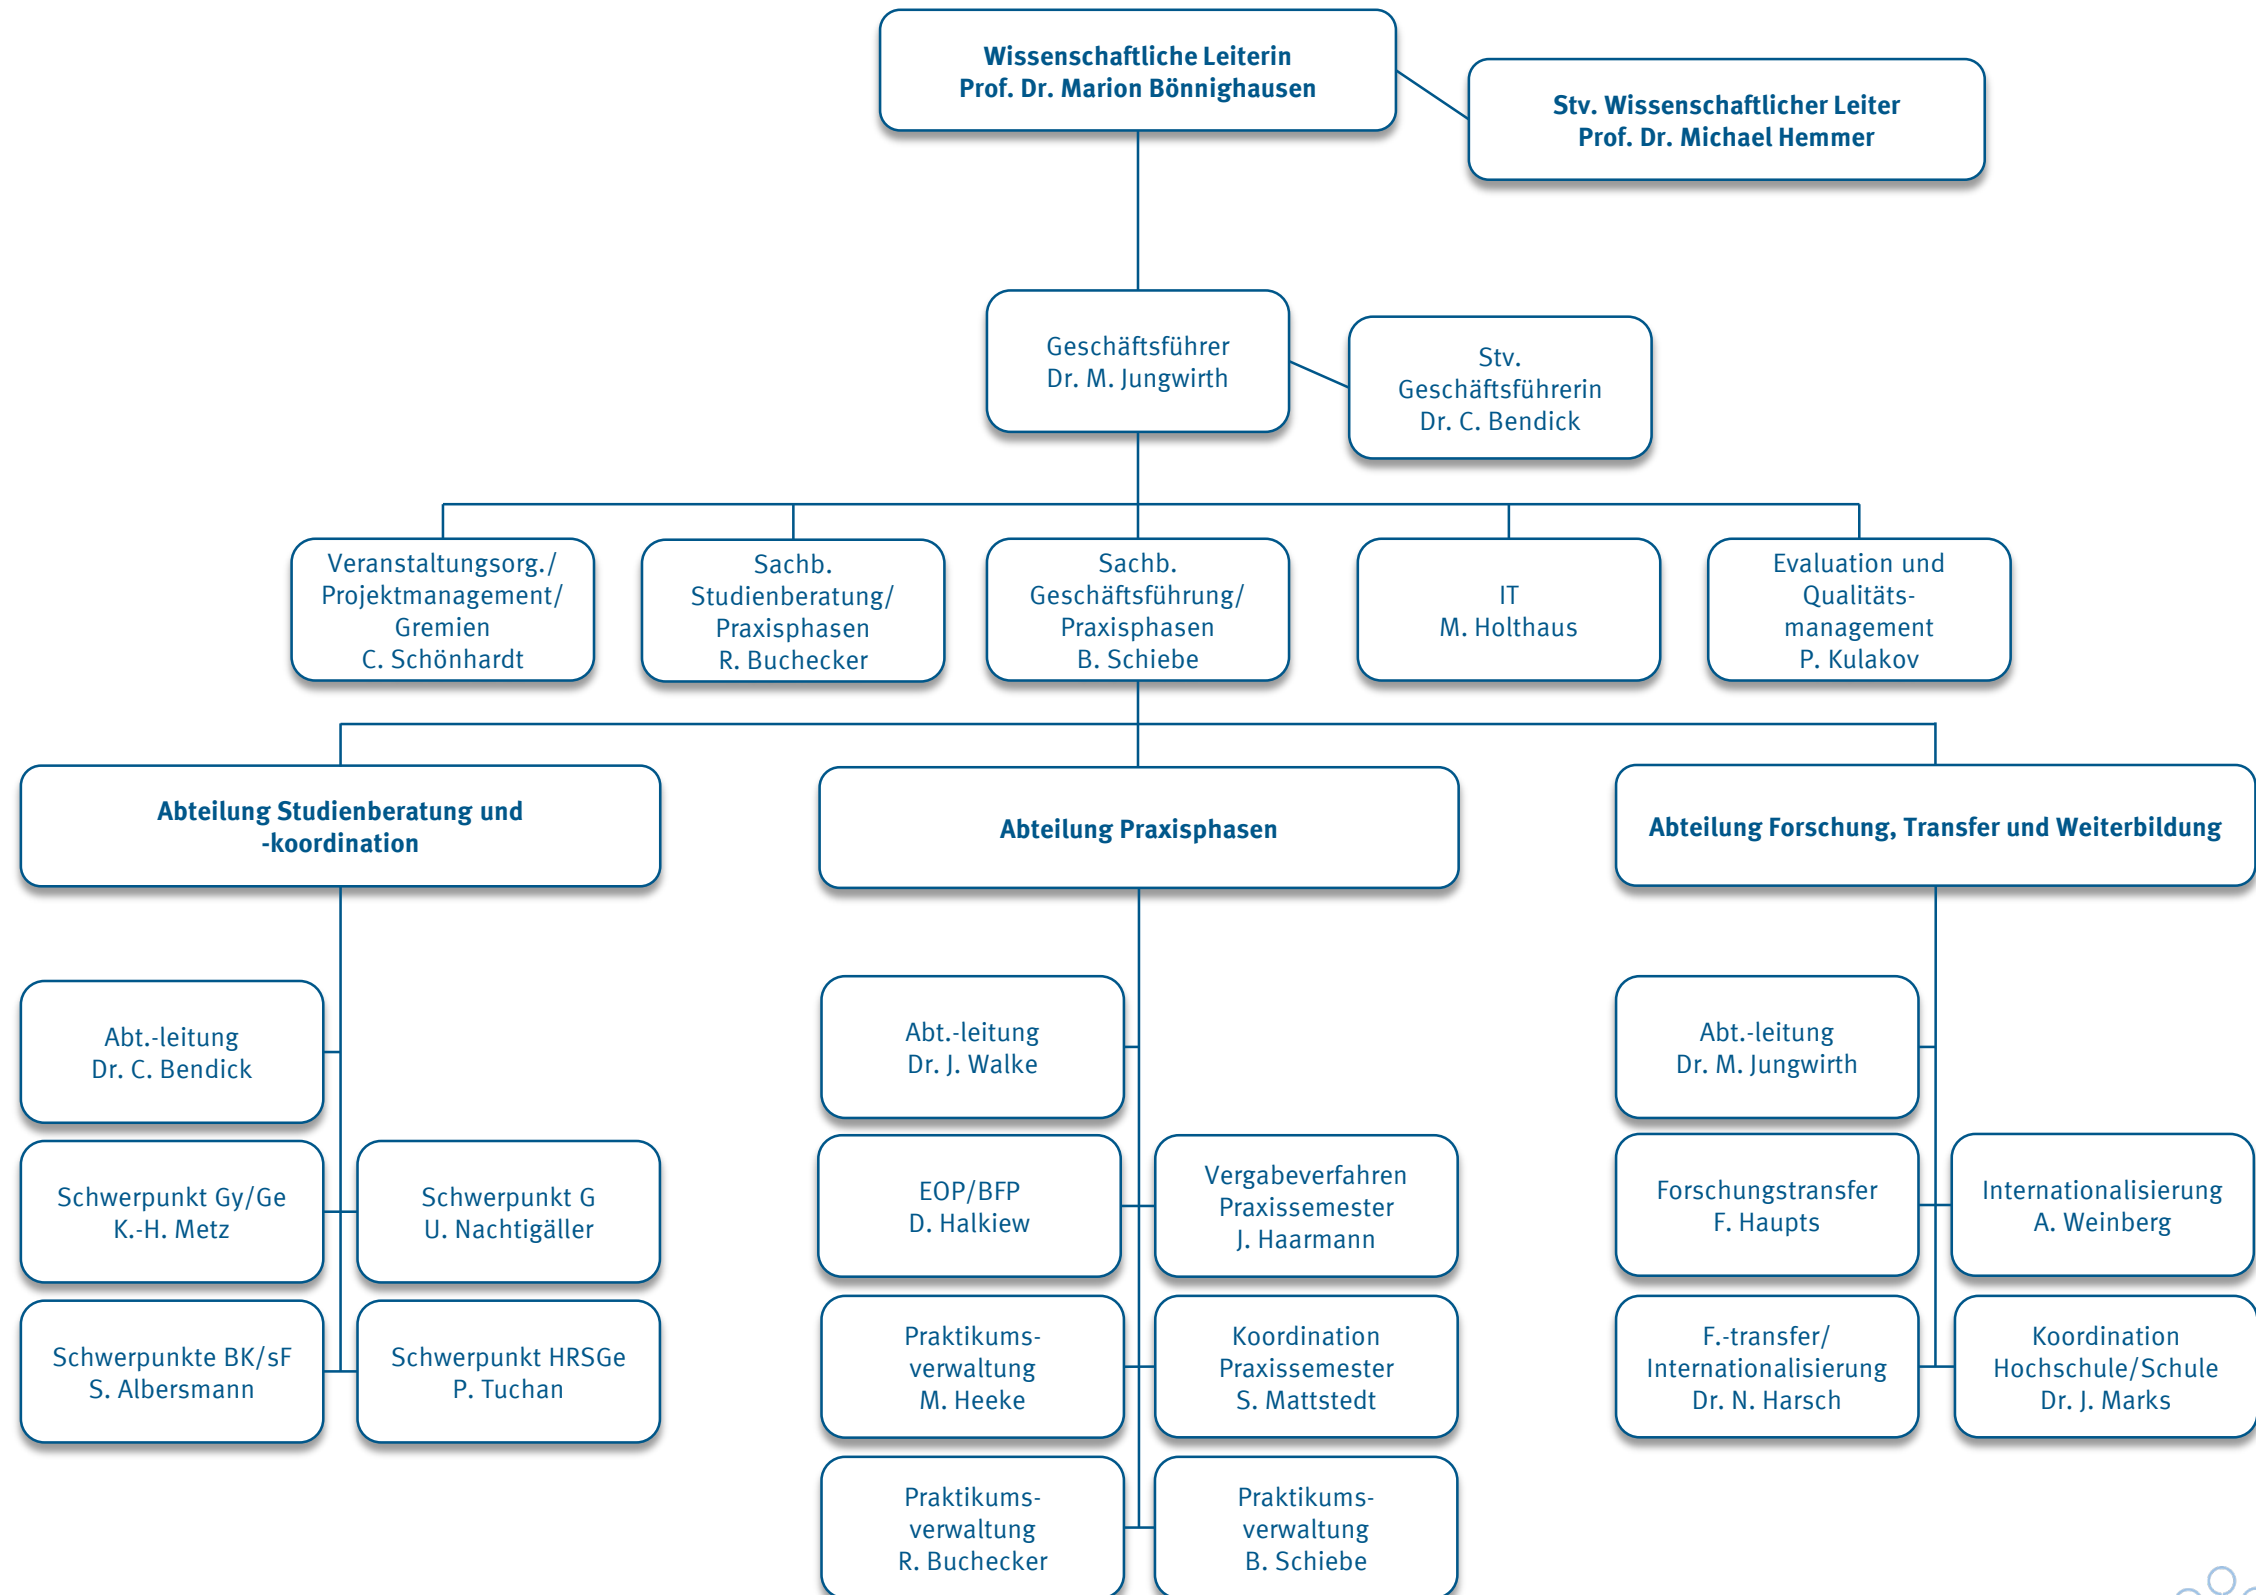 Wissenschaftliche Leiterin
Prof. Dr. Marion Bönnighausen
Stv. Wissenschaftlicher Leiter
Prof. Dr. Michael Hemmer
Geschäftsführer
Dr. M. Jungwirth
Stv.
Geschäftsführerin
Dr. C. Bendick
Veranstaltungsorg./
Projektmanagement/
Gremien
C. Schönhardt
Sachb.
Studienberatung/
Praxisphasen
R. Buchecker
Sachb.
Geschäftsführung/
Praxisphasen
B. Schiebe
IT
M. Holthaus
Evaluation und
Qualitäts-
management
P. Kulakov
Abteilung Studienberatung und
-koordination
Abteilung Praxisphasen
Abteilung Forschung, Transfer und Weiterbildung
Abt.-leitung
Dr. C. Bendick
Schwerpunkt Gy/Ge
K.-H. Metz
Schwerpunkt G
U. Nachtigäller
Schwerpunkte BK/sF
S. Albersmann
Schwerpunkt HRSGe
P. Tuchan
Abt.-leitung
Dr. J. Walke
EOP/BFP
D. Halkiew
Vergabeverfahren
Praxissemester
J. Haarmann
Praktikums-
verwaltung
M. Heeke
Koordination
Praxissemester
S. Mattstedt
Praktikums-
verwaltung
R. Buchecker
Praktikums-
verwaltung
B. Schiebe
Abt.-leitung
Dr. M. Jungwirth
Forschungstransfer
F. Haupts
Internationalisierung
A. Weinberg
F.-transfer/
Internationalisierung
Dr. N. Harsch
Koordination
Hochschule/Schule
Dr. J. Marks